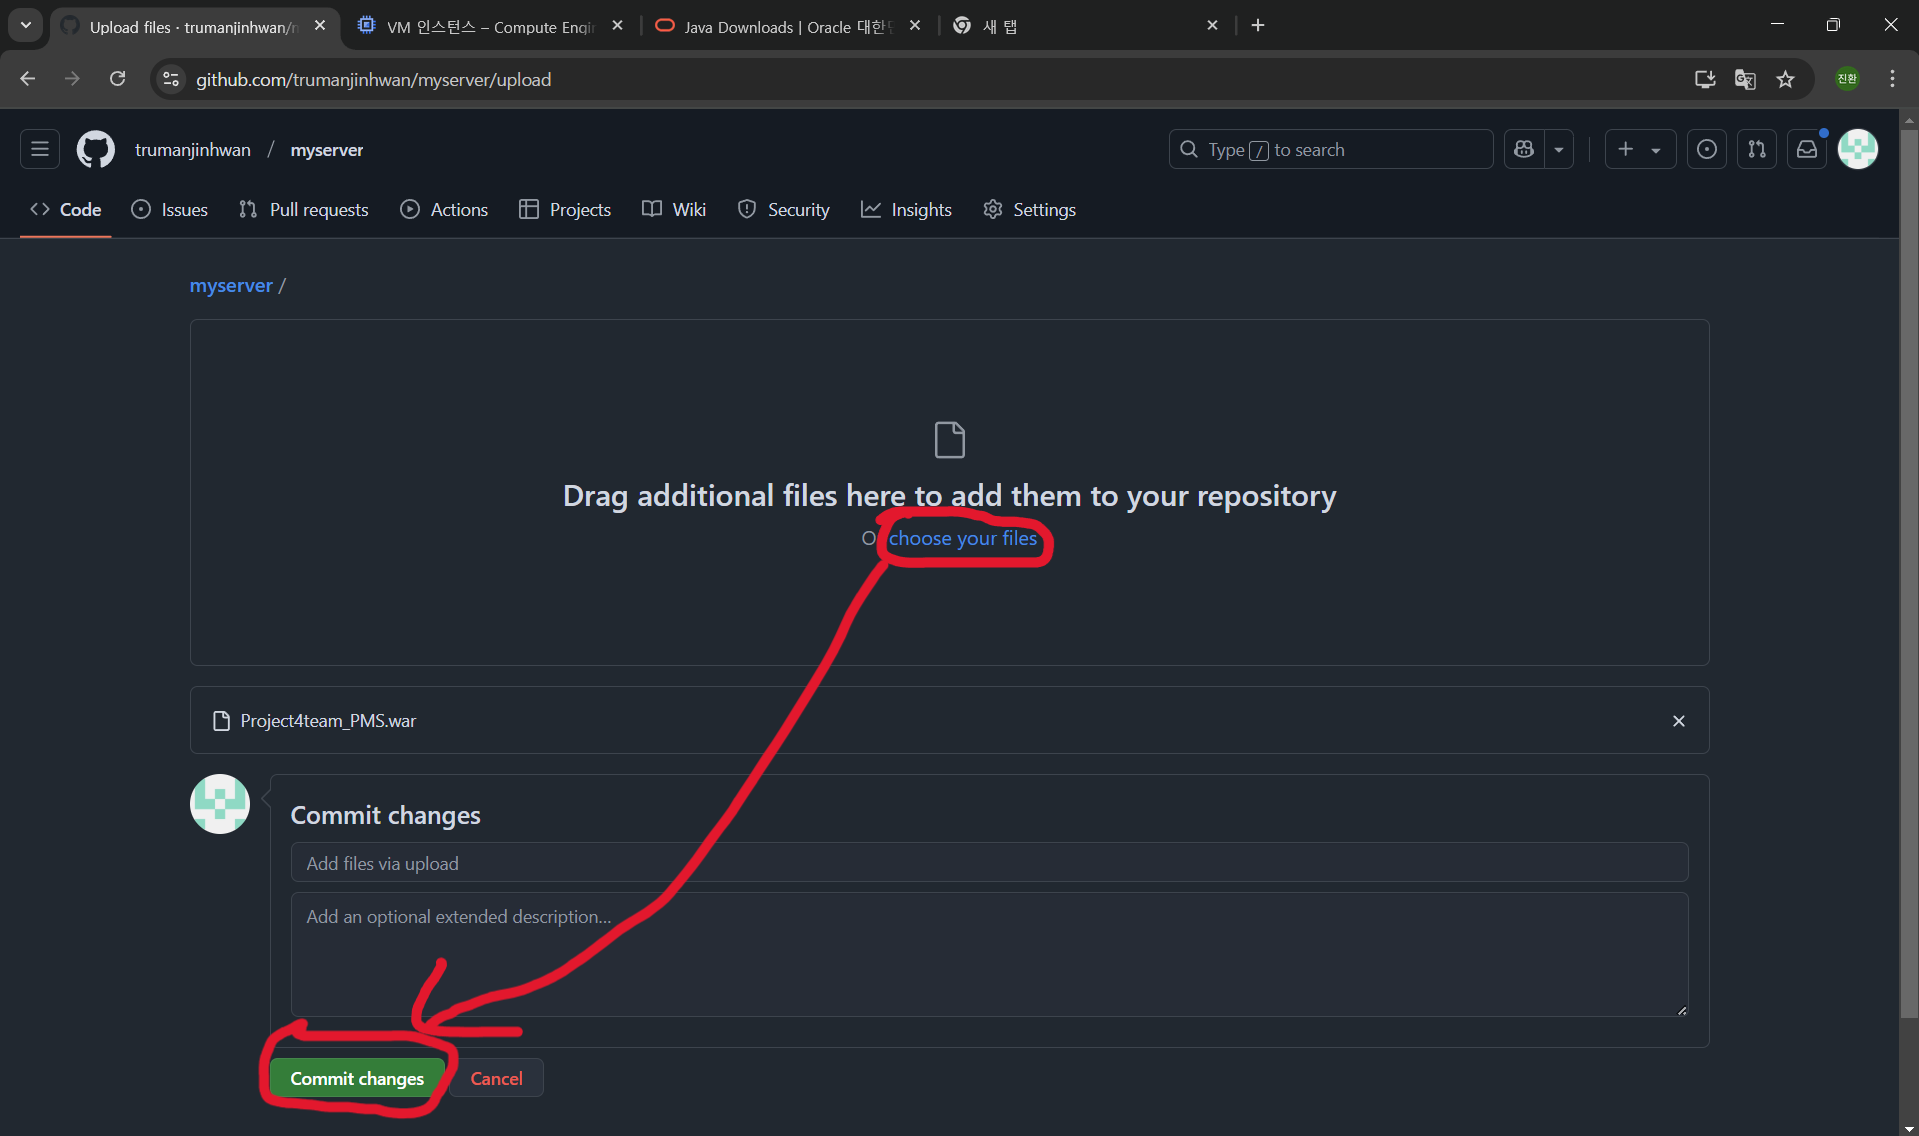 Upload files · trumanjinhwan/n
VM 인스턴스 – Compute Engi
Java Downloads | Oracle 대한
새 탭
github.com/trumanjinhwan/myserver/upload
진환
trumanjinhwan / myserver
Type / to search
Code
Issues
Pull requests
Actions
Projects
Wiki
Security
Insights
Settings
myserver /
Drag additional files here to add them to your repository
choose your files
Project4team_PMS.war
Commit changes
Add files via upload
Add an optional extended description...
Commit changes
Cancel